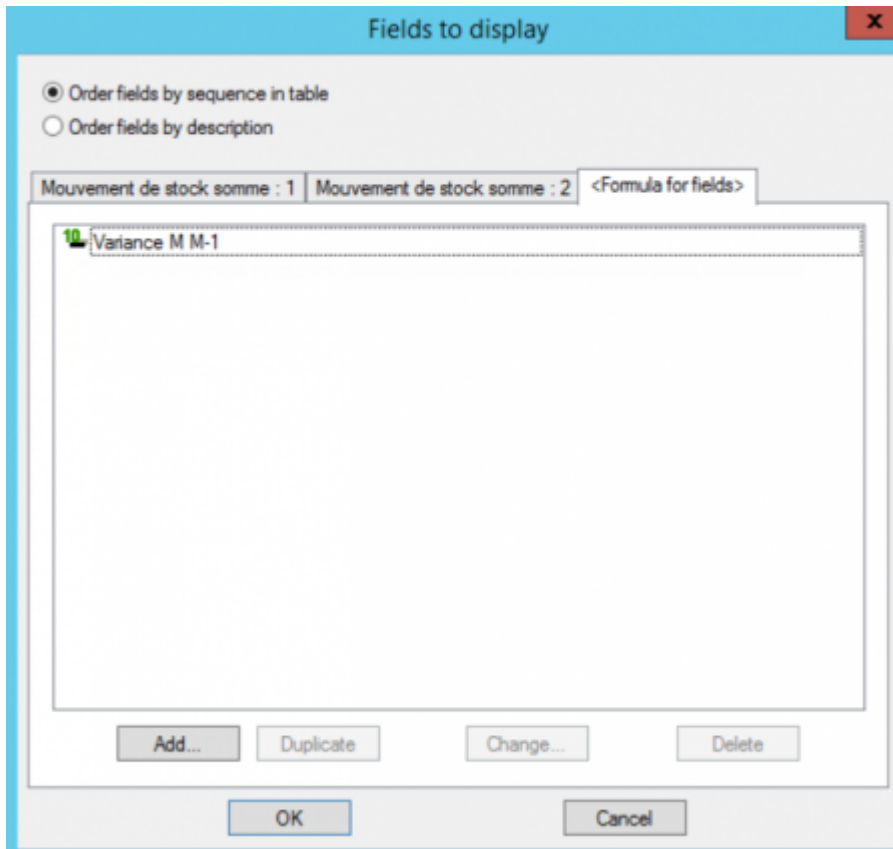 Fields to display
x
Order fields by sequence in table
Order fields by description
Mouvement de stock somme : 1 Mouvement de stock somme : 2 <Formula for fields>
10 Variance M M-1
Add... Duplicate Change... Delete
OK Cancel